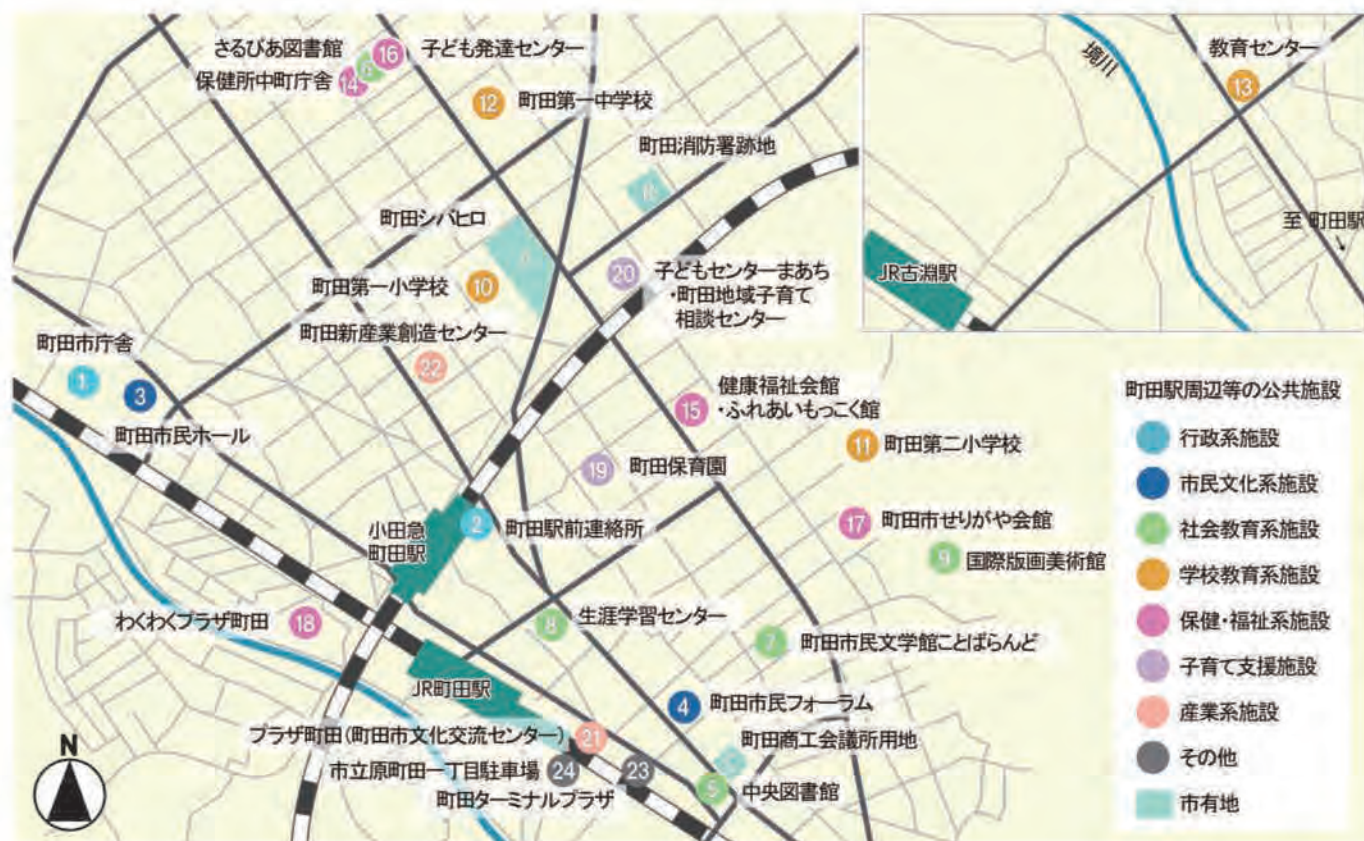 さるびあ図書館
16
子ども発達センター
保健所中町庁舎
14
12
町田第一中学校
町田消防署跡地
町田シバヒロ
町田第一小学校
10
20
子どもセンターまあち
・町田地域子育て
相談センター
町田新産業創造センター
22
町田市庁舎
1
3
町田市民ホール
15
健康福祉会館
・ふれあいもっこく館
11
町田第二小学校
19
町田保育園
小田急
町田駅
2
町田駅前連絡所
17
町田市せりがや会館
9
国際版画美術館
わくわくプラザ町田
18
8
生涯学習センター
7
町田市民文学館ことばらんど
JR町田駅
4
町田市民フォーラム
プラザ町田(町田市文化交流センター)
21
町田商工会議所用地
市立原町田一丁目駐車場
24
23
町田ターミナルプラザ
5
中央図書館
N
境川
教育センター
13
至 町田駅
JR古淵駅
町田駅周辺等の公共施設
行政系施設
市民文化系施設
社会教育系施設
学校教育系施設
保健・福祉系施設
子育て支援施設
産業系施設
その他
市有地